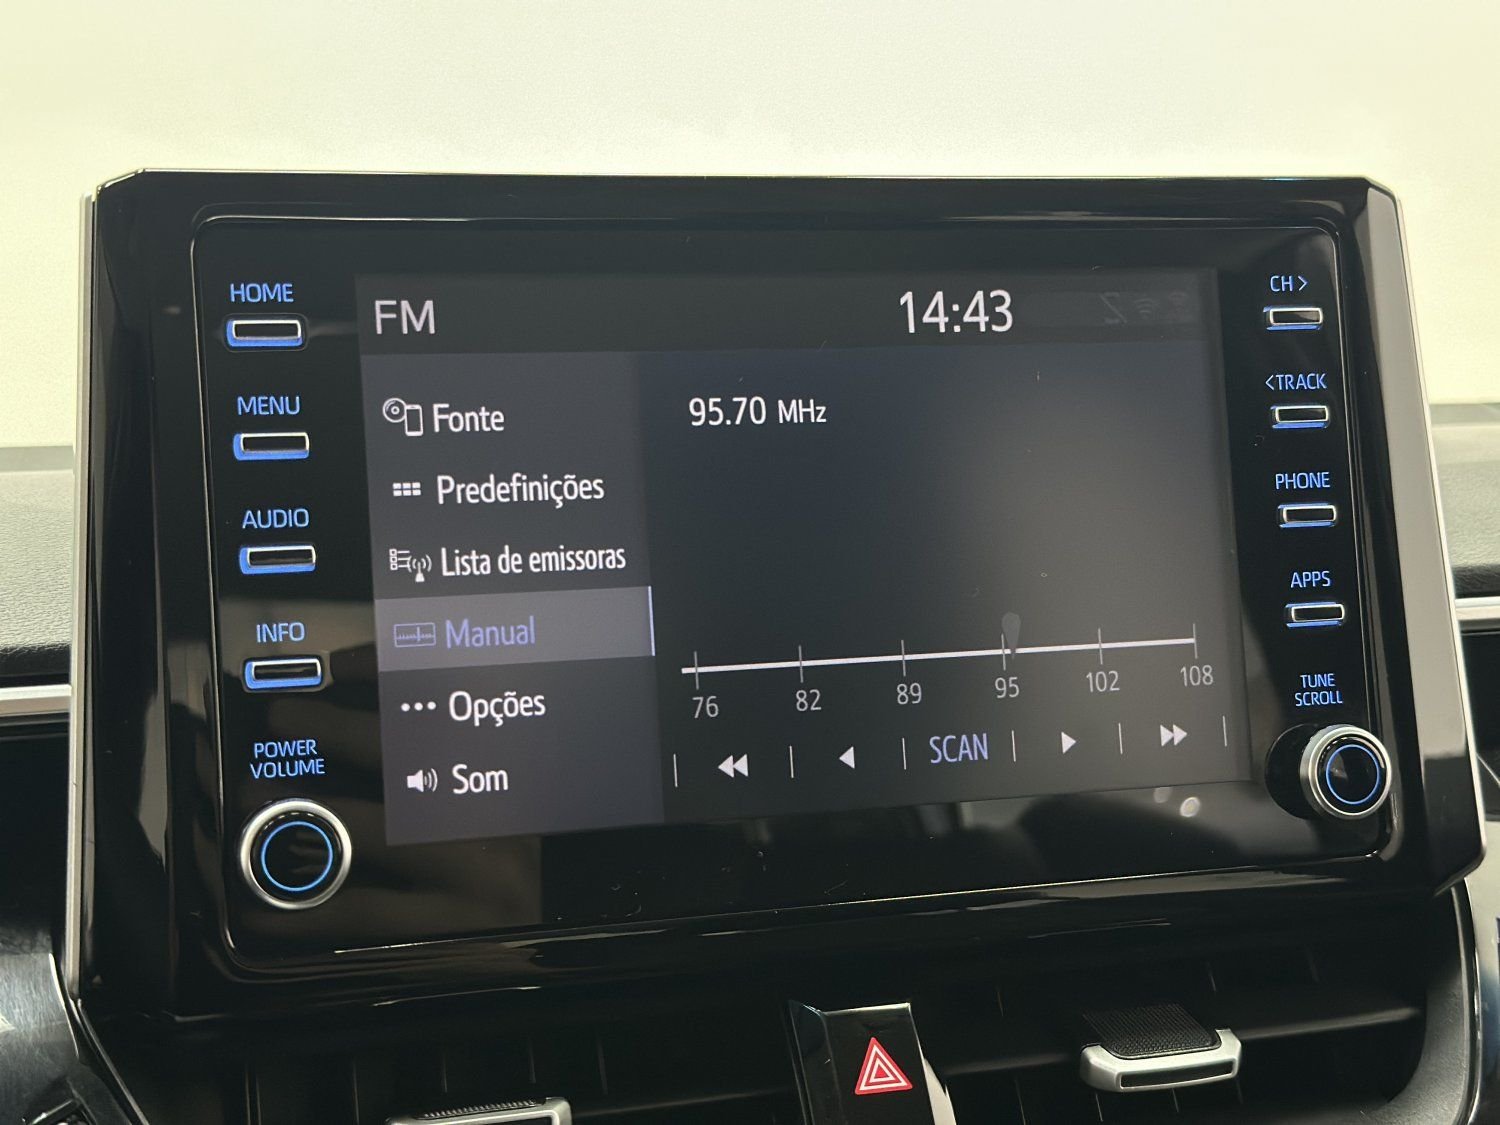 HOME
MENU
AUDIO
INFO
POWER
VOLUME
FM
14:43
Fonte
Predefinições
Lista de emissoras
Manual
Opções
Som
95.70 MHz
76 82 89 95 102 108
SCAN
CH >
<TRACK
PHONE
APPS
TUNE
SCROLL